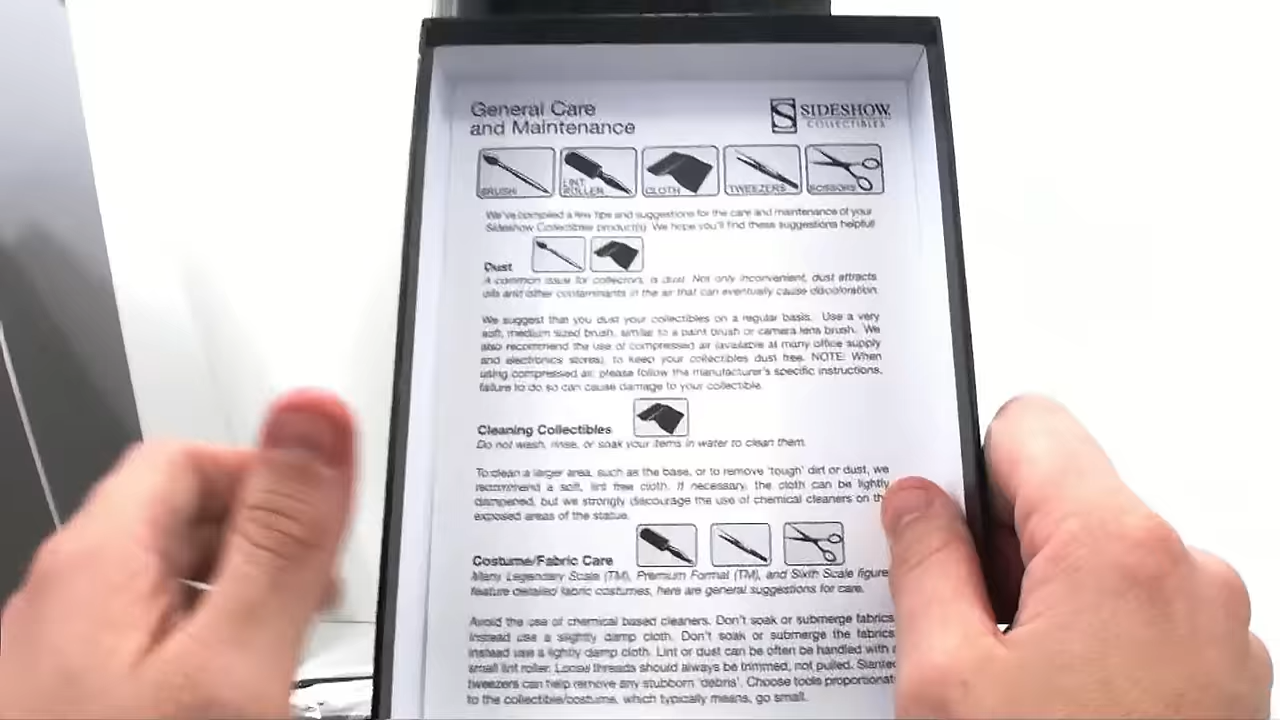 General Care
and Maintenance
SIDESHOW
COLLECTIBLES
BRUSH
LINT
ROLLER
CLOTH
TWEEZERS
SCISSORS
We've compiled a few tips and suggestions for the care and maintenance of your
Sideshow Collectibles product(s). We hope you'll find these suggestions helpful!
Dust
A common issue for collectors, is dust. Not only inconvenient, dust attracts
oils and other contaminants in the air that can eventually cause discoloration.
We suggest that you dust your collectibles on a regular basis. Use a very
soft, medium sized brush, similar to a paint brush or camera lens brush. We
also recommend the use of compressed air (available at many office supply
and electronics stores), to keep your collectibles dust free. NOTE: When
using compressed air, please follow the manufacturer's specific instructions,
failure to do so can cause damage to your collectible.
Cleaning Collectibles
Do not wash, rinse, or soak your items in water to clean them.
To clean a larger area, such as the base, or to remove 'tough' dirt or dust, we
recommend a soft, lint free cloth. If necessary, the cloth can be lightly
dampened, but we strongly discourage the use of chemical cleaners on th
exposed areas of the statue.
Costume/Fabric Care
Many Legendary Scale (TM), Premium Format (TM), and Sixth Scale figure
feature detailed fabric costumes, here are general suggestions for care.
Avoid the use of chemical based cleaners. Don't soak or submerge fabrics
instead use a slightly damp cloth. Don't soak or submerge the fabrics
instead use a lightly damp cloth. Lint or dust can be often be handled with a
small lint roller. Loose threads should always be trimmed, not pulled. Slante
tweezers can help remove any stubborn 'debris'. Choose tools proportionat
to the collectible/costume, which typically means, go small.